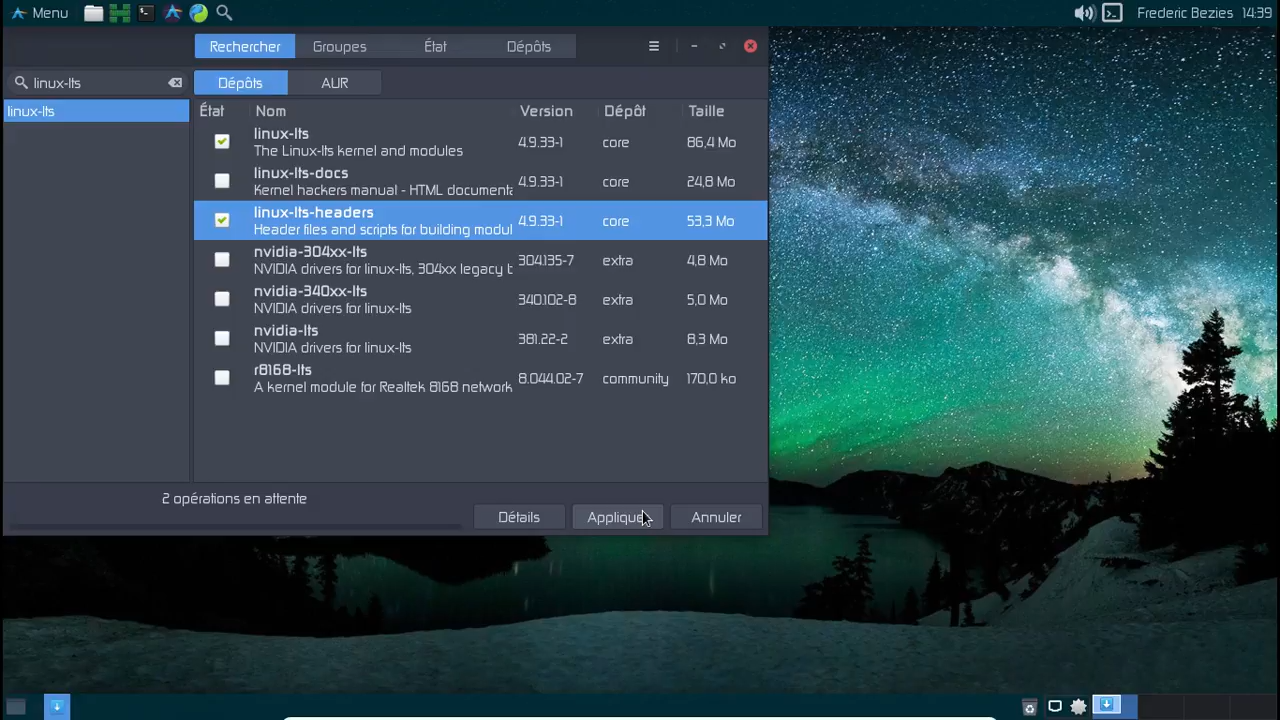 Menu
Frederic Bezies 14:39
Rechercher Groupes État Dépôts
linux-lts
Dépôts AUR
linux-lts
État Nom Version Dépôt Taille
linux-lts
The Linux-lts kernel and modules
4.9.33-1 core 86,4 Mo
linux-lts-docs
Kernel hackers manual - HTML documenta
4.9.33-1 core 24,8 Mo
linux-lts-headers
Header files and scripts for building modul
4.9.33-1 core 53,3 Mo
nvidia-304xx-lts
NVIDIA drivers for linux-lts, 304xx legacy b
304.135-7 extra 4,8 Mo
nvidia-340xx-lts
NVIDIA drivers for linux-lts
340.102-8 extra 5,0 Mo
nvidia-lts
NVIDIA drivers for linux-lts
381.22-2 extra 8,3 Mo
r8168-lts
A kernel module for Realtek 8168 network
8.044.02-7 community 170,0 ko
2 opérations en attente
Détails Appliquer Annuler